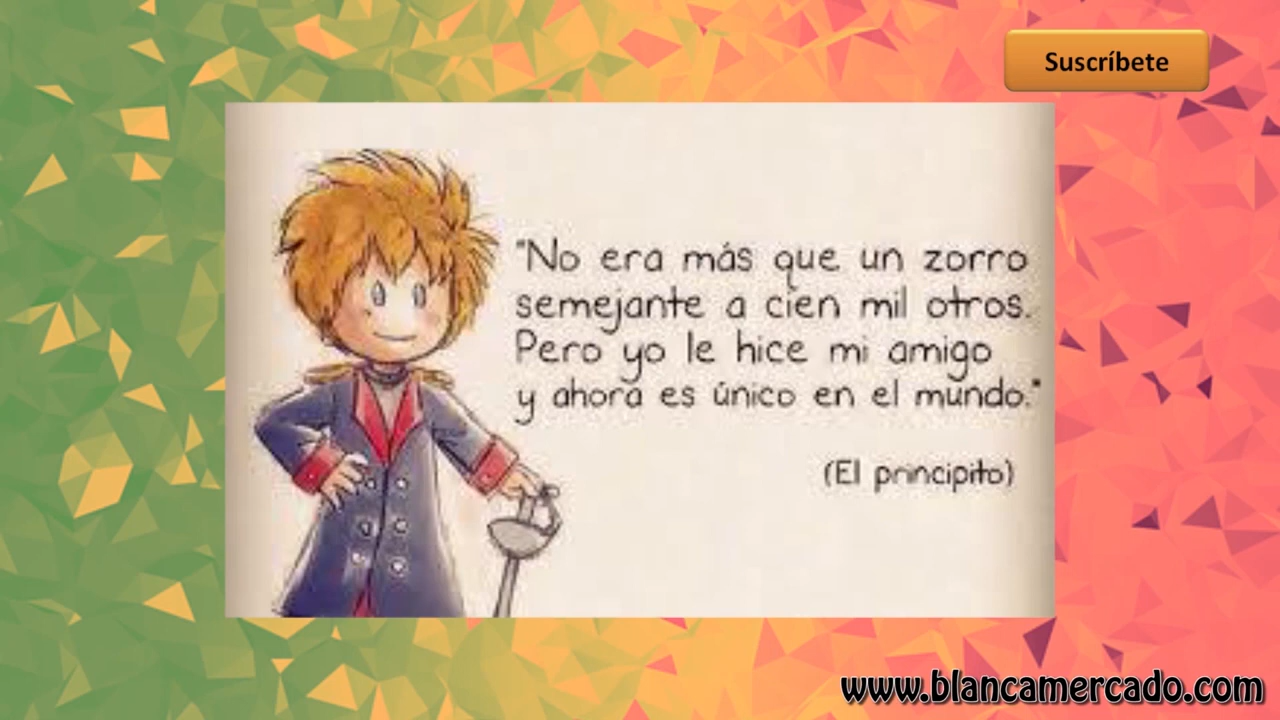 Suscríbete
"No era más que un zorro
semejante a cien mil otros.
Pero yo le hice mi amigo
y ahora es único en el mundo."
(El principito)
www.blancamercado.com